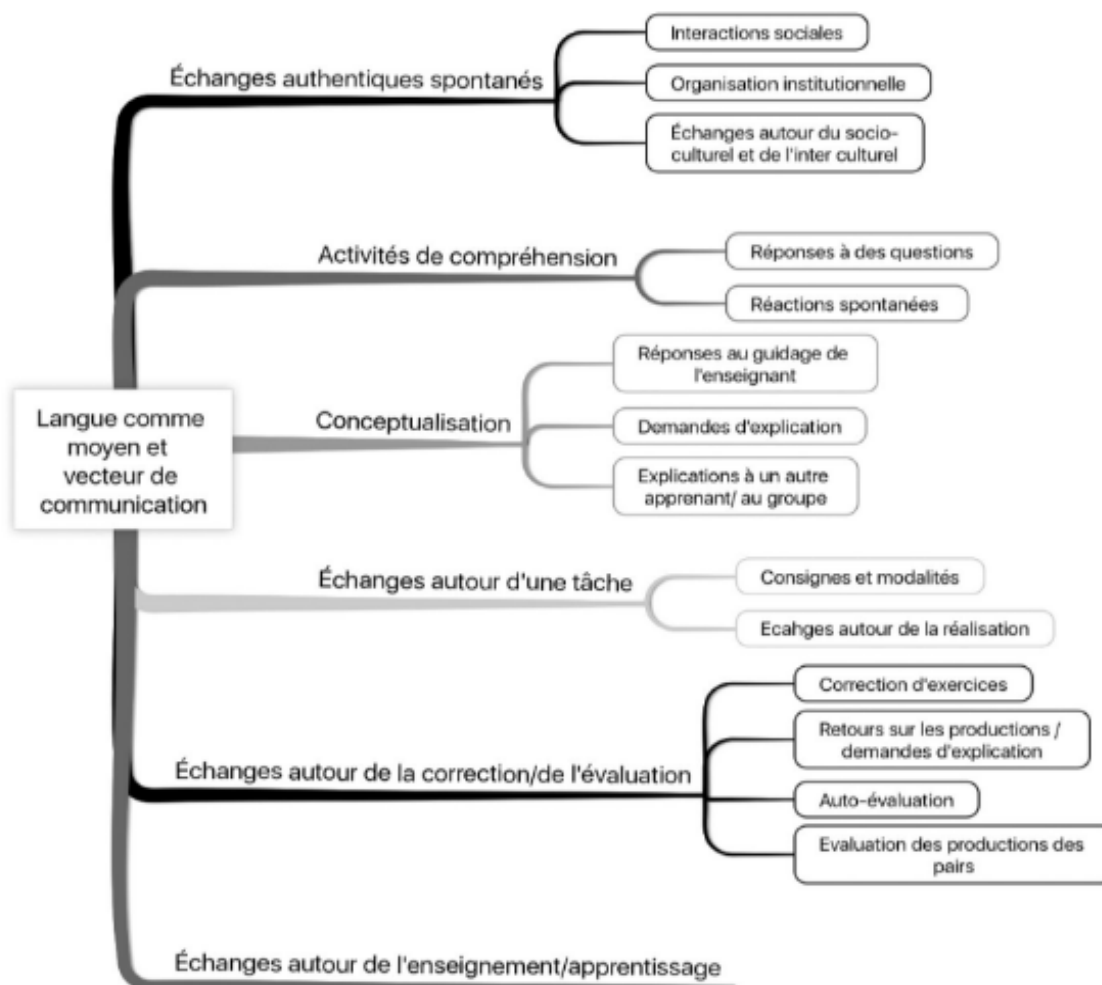 Échanges authentiques spontanés
Interactions sociales
Organisation institutionnelle
Échanges autour du socio-
culturel et de l'inter culturel
Activités de compréhension
Réponses à des questions
Réactions spontanées
Langue comme
moyen et
vecteur de
communication
Conceptualisation
Réponses au guidage de
l'enseignant
Demandes d'explication
Explications à un autre
apprenant/ au groupe
Échanges autour d'une tâche
Consignes et modalités
Ecahges autour de la réalisation
Échanges autour de la correction/de l'évaluation
Correction d'exercices
Retours sur les productions /
demandes d'explication
Auto-évaluation
Evaluation des productions des
pairs
Échanges autour de l'enseignement/apprentissage